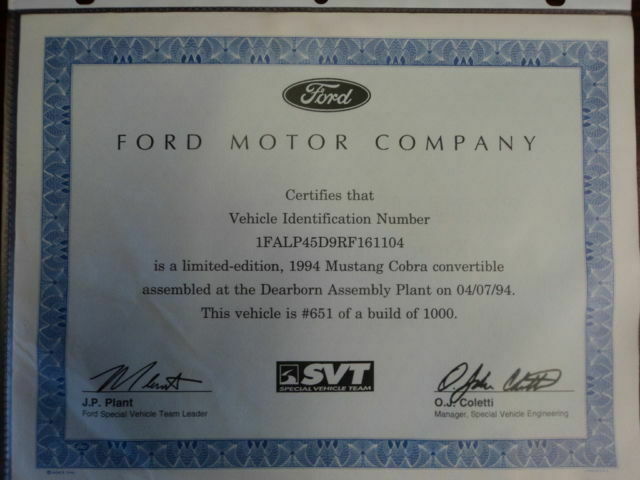 Ford
FORD MOTOR COMPANY
Certifies that
Vehicle Identification Number
1FALP45D9RF161104
is a limited-edition, 1994 Mustang Cobra convertible
assembled at the Dearborn Assembly Plant on 04/07/94.
This vehicle is #651 of a build of 1000.
SVT
SPECIAL VEHICLE TEAM
J.P. Plant
Ford Special Vehicle Team Leader
O.J. Coletti
Manager, Special Vehicle Engineering